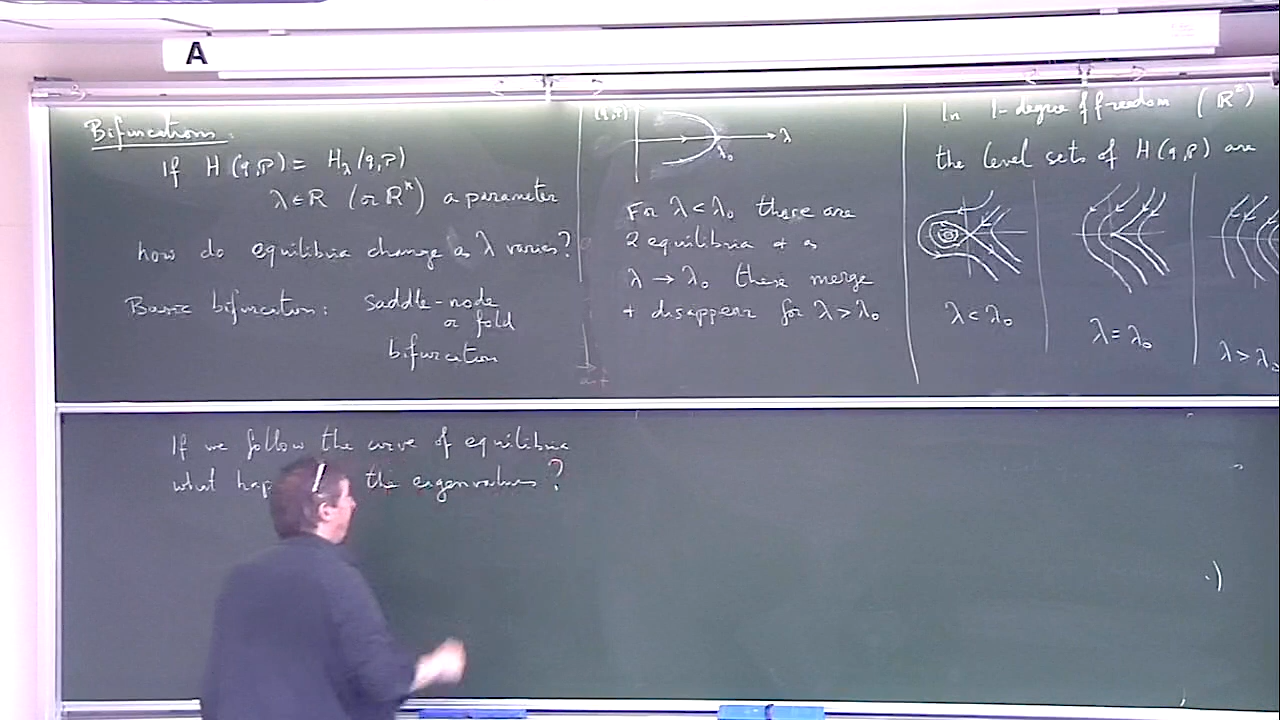 A
Bifurcations:
If H(q,p) = H_λ(q,p)
λ∈R (or R^k) a parameter
how do equilibria change as λ varies?
Basic bifurcation: saddle-node
or fold
bifurcation
(q,p)
λ
λ₀
For λ < λ₀ there are
2 equilibria + as
λ → λ₀ these merge
+ disappear for λ > λ₀
In 1-degree of freedom (R²)
the level sets of H(q,p) are
λ < λ₀
λ = λ₀
λ > λ₀
If we follow the curve of equilibria
what the eigenvalues?